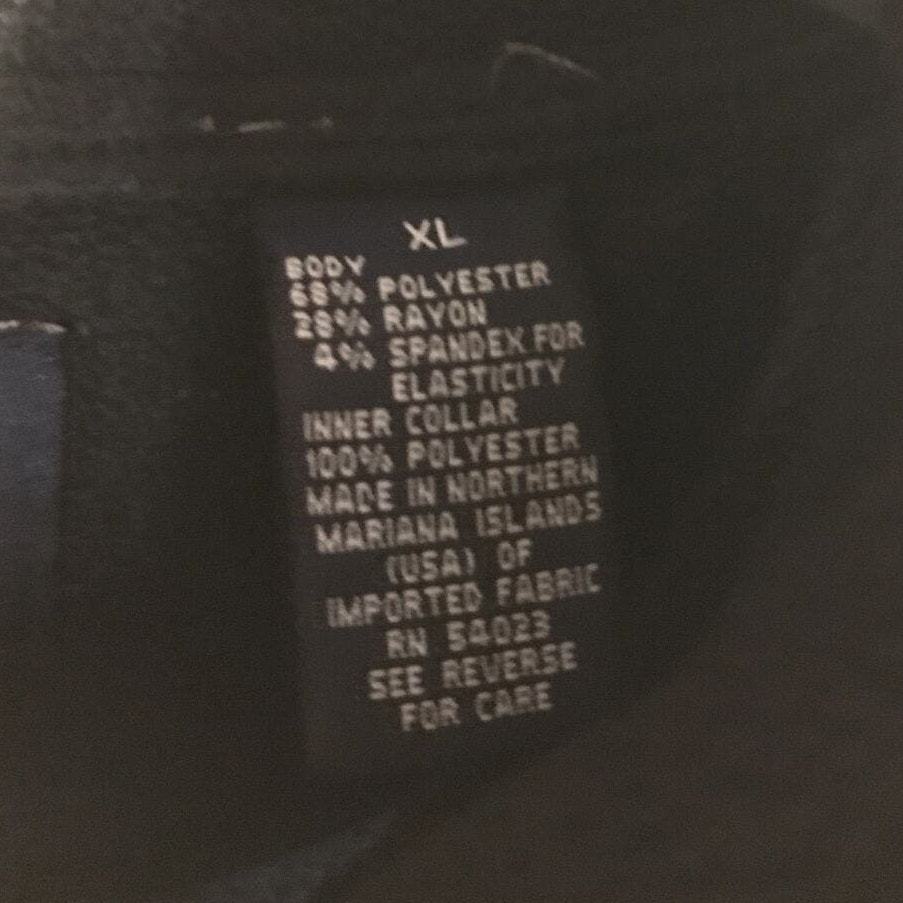 XL
BODY
68% POLYESTER
28% RAYON
4% SPANDEX FOR
ELASTICITY
INNER COLLAR
100% POLYESTER
MADE IN NORTHERN
MARIANA ISLANDS
(USA) OF
IMPORTED FABRIC
RN 54023
SEE REVERSE
FOR CARE